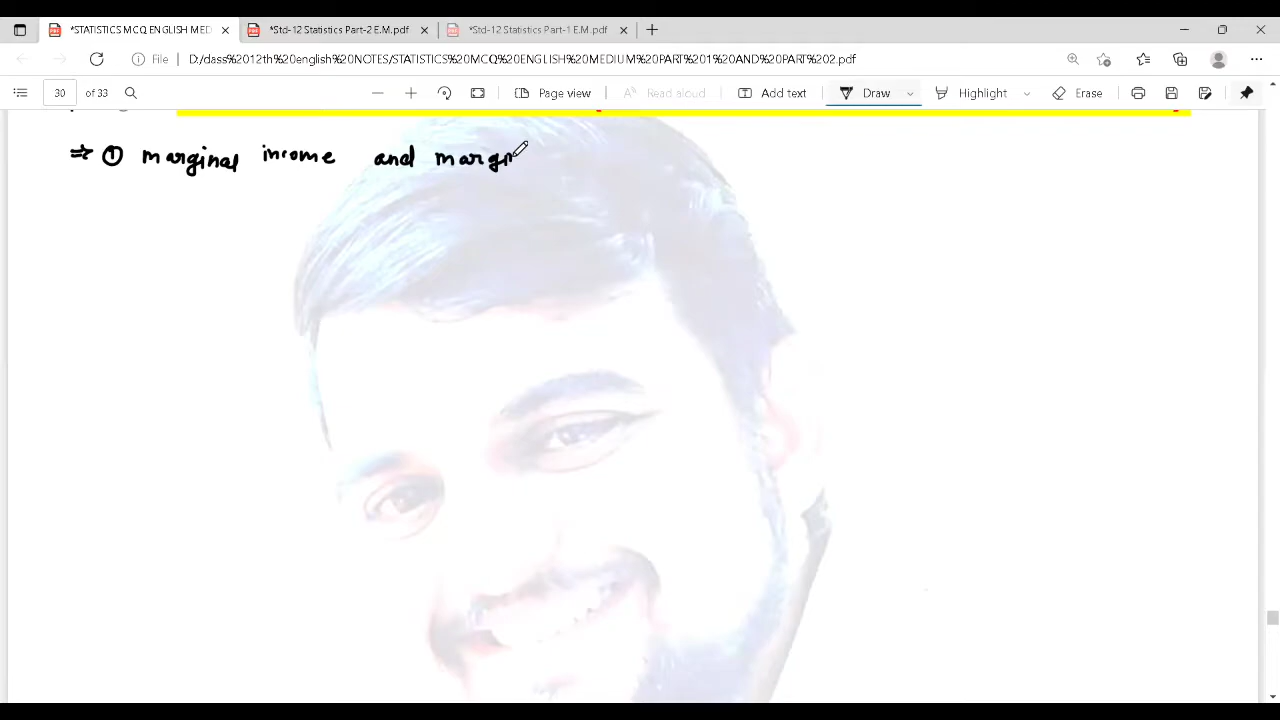 *STATISTICS MCQ ENGLISH MED
*Std-12 Statistics Part-2 E.M.pdf
*Std-12 Statistics Part-1 E.M.pdf
File D:/class%2012th%20english%20NOTES/STATISTICS%20MCQ%20ENGLISH%20MEDIUM%20PART%201%20AND%20PART%202.pdf
30 of 33 Page view Read aloud Add text Draw Highlight Erase
⇒ ① marginal income and margi